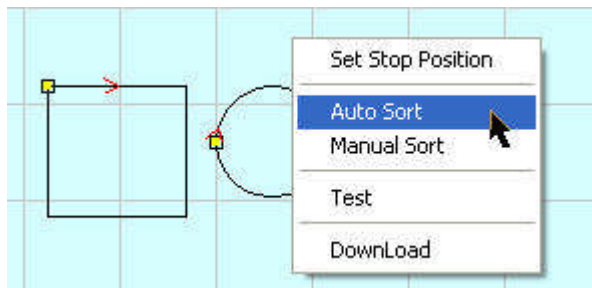 Set Stop Position
Auto Sort
Manual Sort
Test
DownLoad